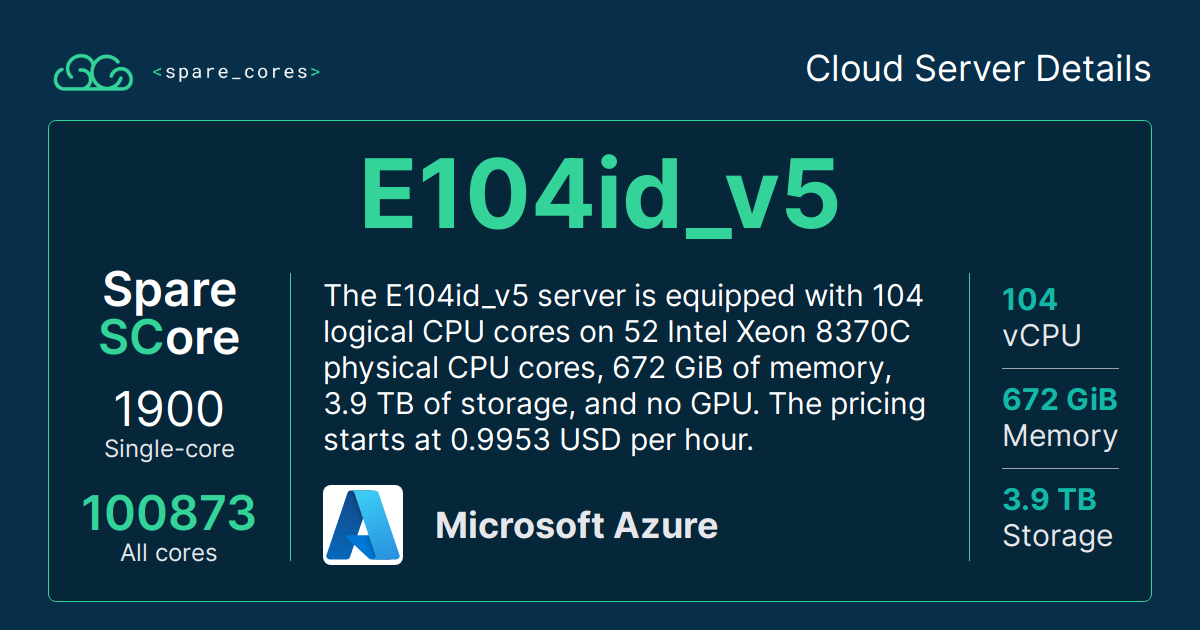 <spare_cores>
Cloud Server Details
E104id_v5
Spare
SCore
1900
Single-core
100873
All cores
The E104id_v5 server is equipped with 104
logical CPU cores on 52 Intel Xeon 8370C
physical CPU cores, 672 GiB of memory,
3.9 TB of storage, and no GPU. The pricing
starts at 0.9953 USD per hour.
Microsoft Azure
104
vCPU
672 GiB
Memory
3.9 TB
Storage